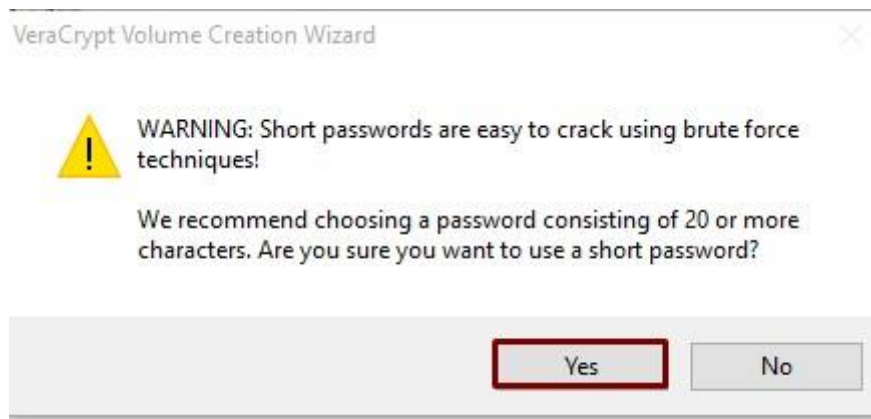 VeraCrypt Volume Creation Wizard
WARNING: Short passwords are easy to crack using brute force
techniques!
We recommend choosing a password consisting of 20 or more
characters. Are you sure you want to use a short password?
Yes
No